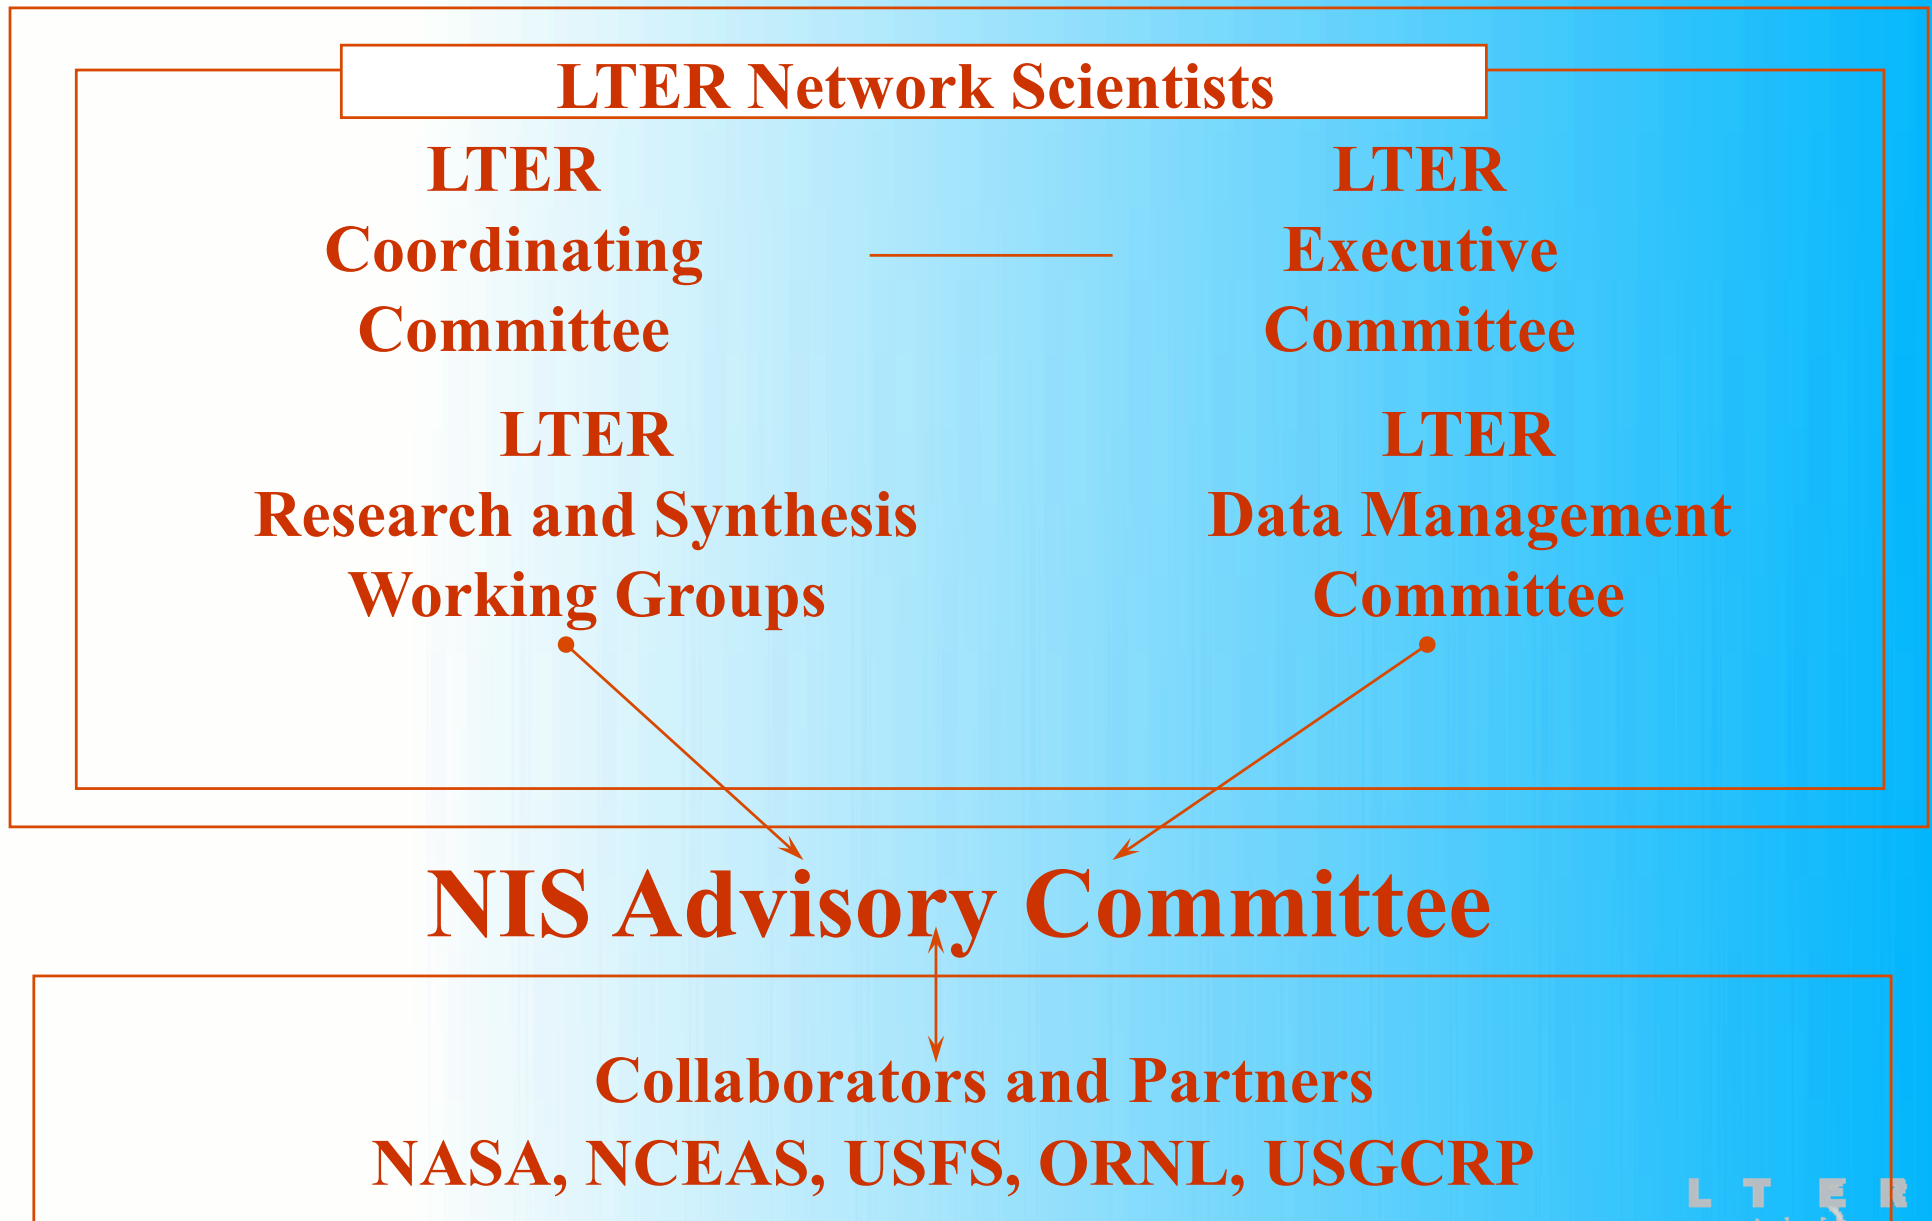 LTER Network Scientists
LTER
Coordinating
Committee
LTER
Executive
Committee
LTER
Research and Synthesis
Working Groups
LTER
Data Management
Committee
NIS Advisory Committee
Collaborators and Partners
NASA, NCEAS, USFS, ORNL, USGCRP
L T E R